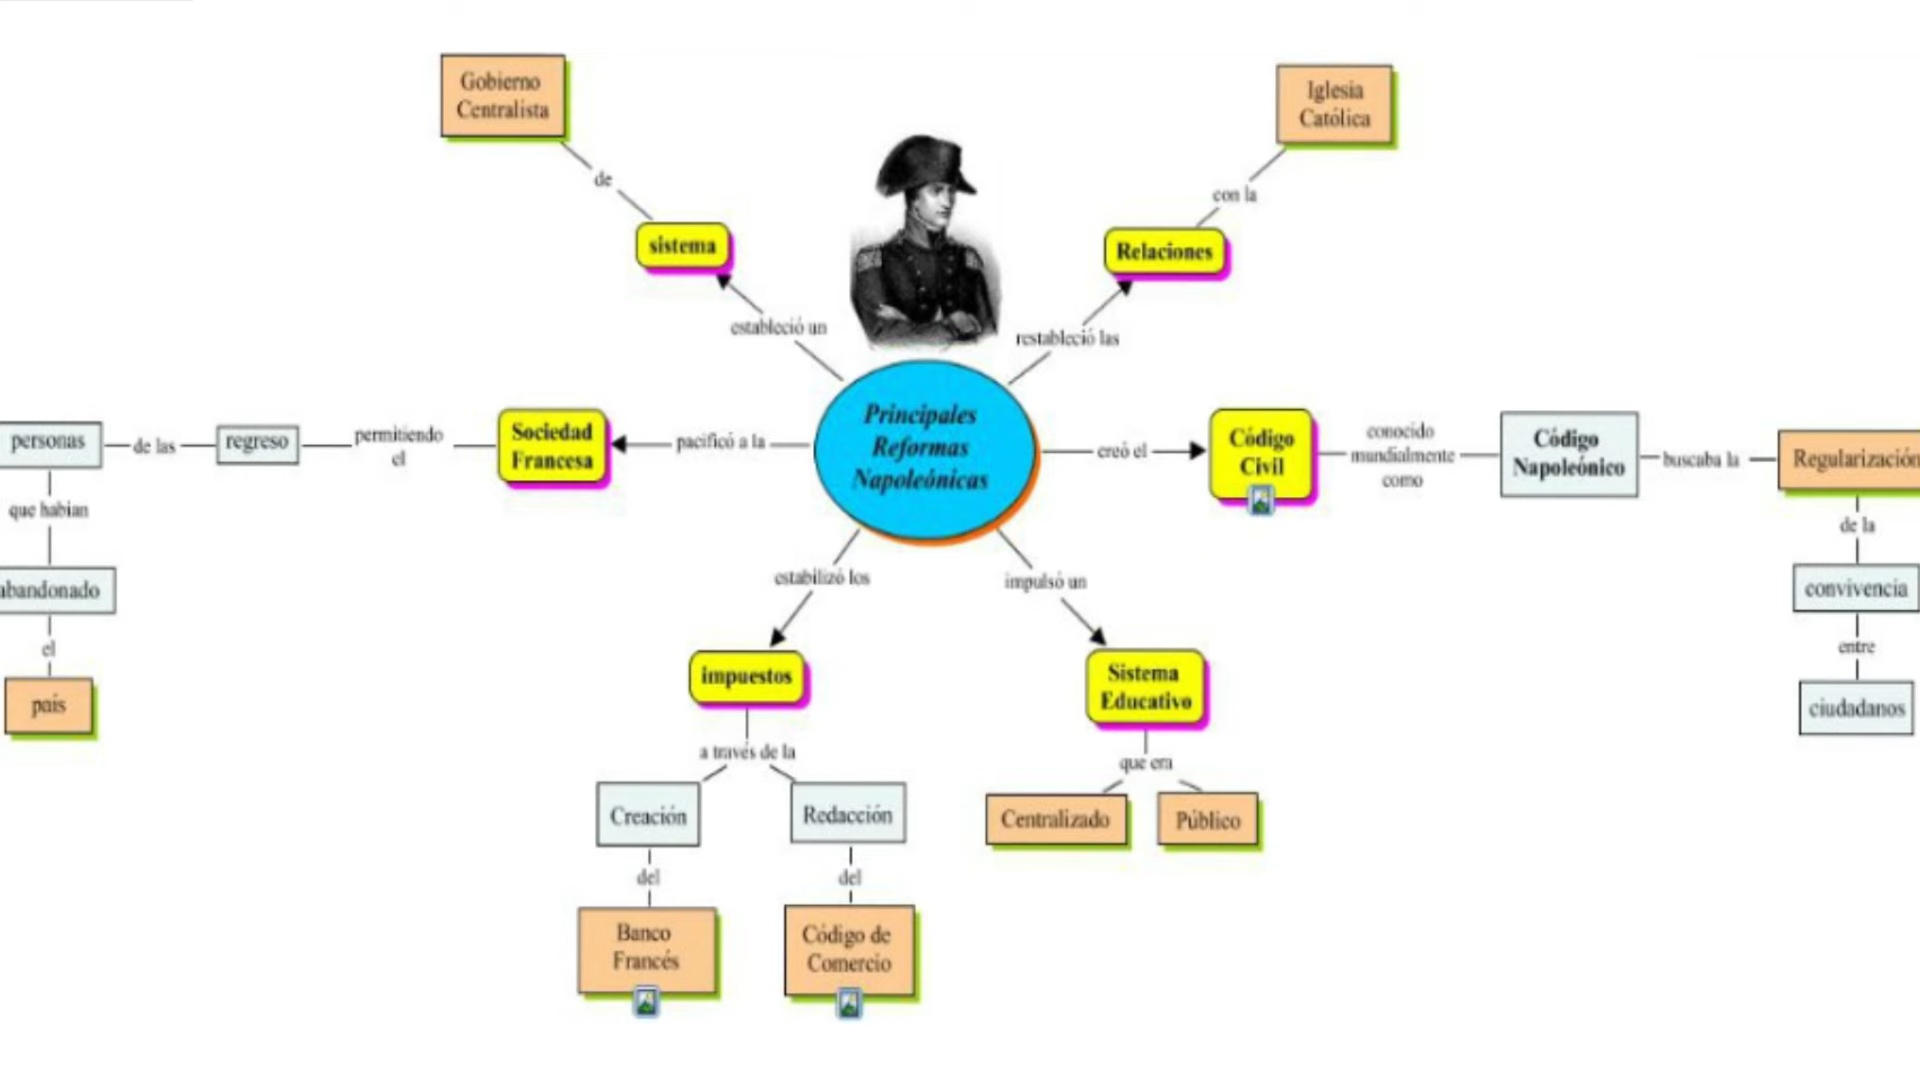 Gobierno
Centralista
Iglesia
Católica
de
con la
sistema
Relaciones
estableció un
restableció las
Principales
Reformas
Napoleónicas
personas
de las
regreso
permitiendo
el
Sociedad
Francesa
pacificó a la
creó el
Código
Civil
conocido
mundialmente
como
Código
Napoleónico
buscaba la
Regularización
que habian
abandonado
el
país
de la
convivencia
entre
ciudadanos
estabilizó los
impulsó un
impuestos
Sistema
Educativo
a través de la
que era
Creación
Redacción
Centralizado
Público
del
del
Banco
Francés
Código de
Comercio